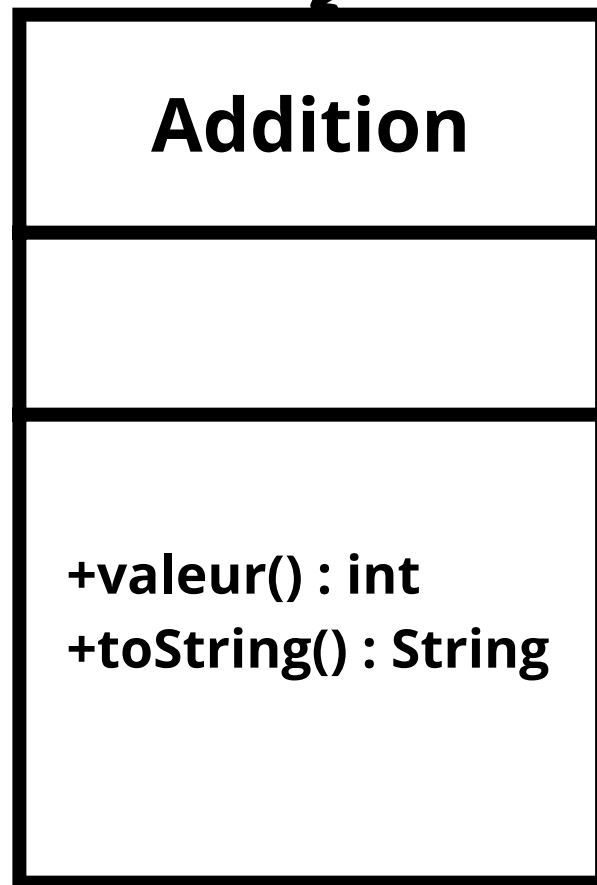 Addition
+valeur() : int
+toString() : String